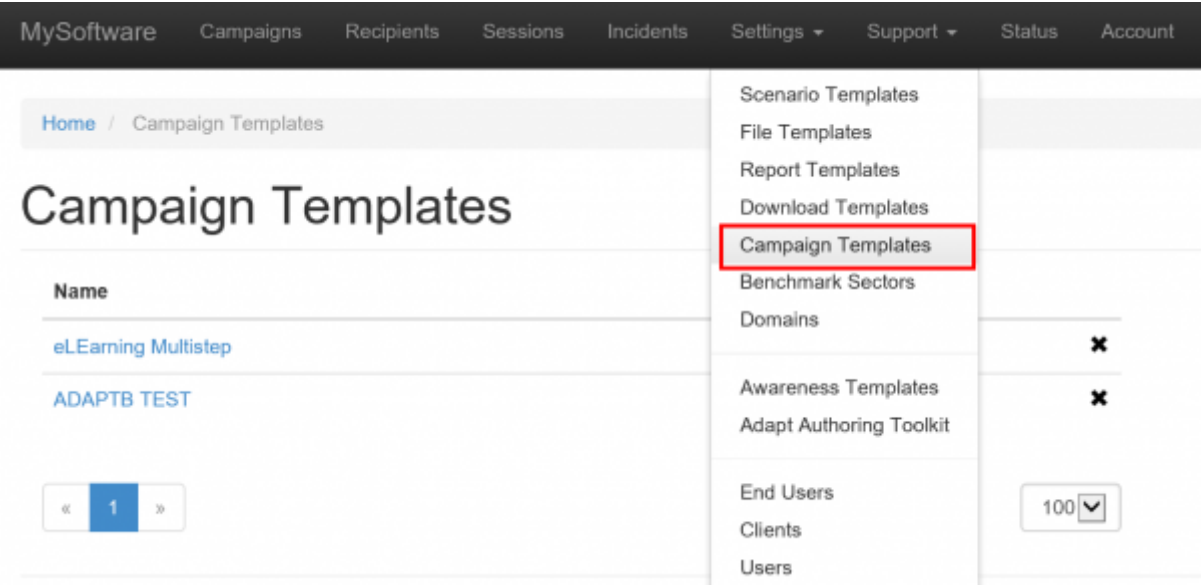 MySoftware Campaigns Recipients Sessions Incidents Settings Support Status Account
Home / Campaign Templates
Campaign Templates
Name
eLEarning Multistep
ADAPTB TEST
« 1 »
100
Scenario Templates
File Templates
Report Templates
Download Templates
Campaign Templates
Benchmark Sectors
Domains
Awareness Templates
Adapt Authoring Toolkit
End Users
Clients
Users